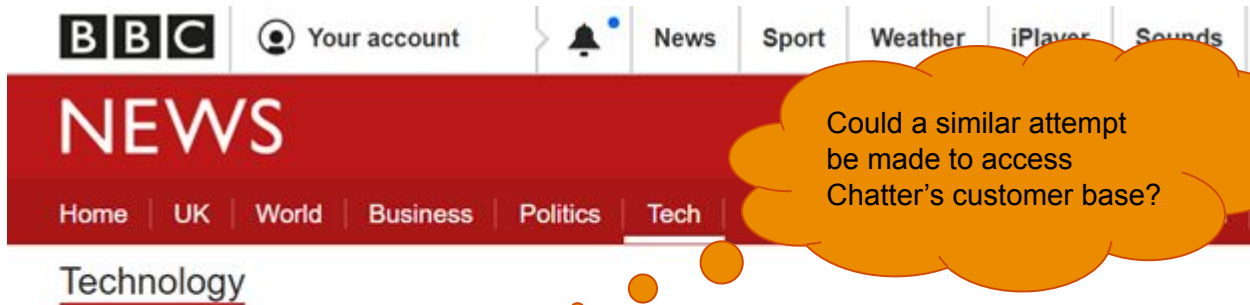 BBC Your account News Sport Weather iPlayer Sounds
NEWS
Could a similar attempt
be made to access
Chatter's customer base?
Home UK World Business Politics Tech
Technology